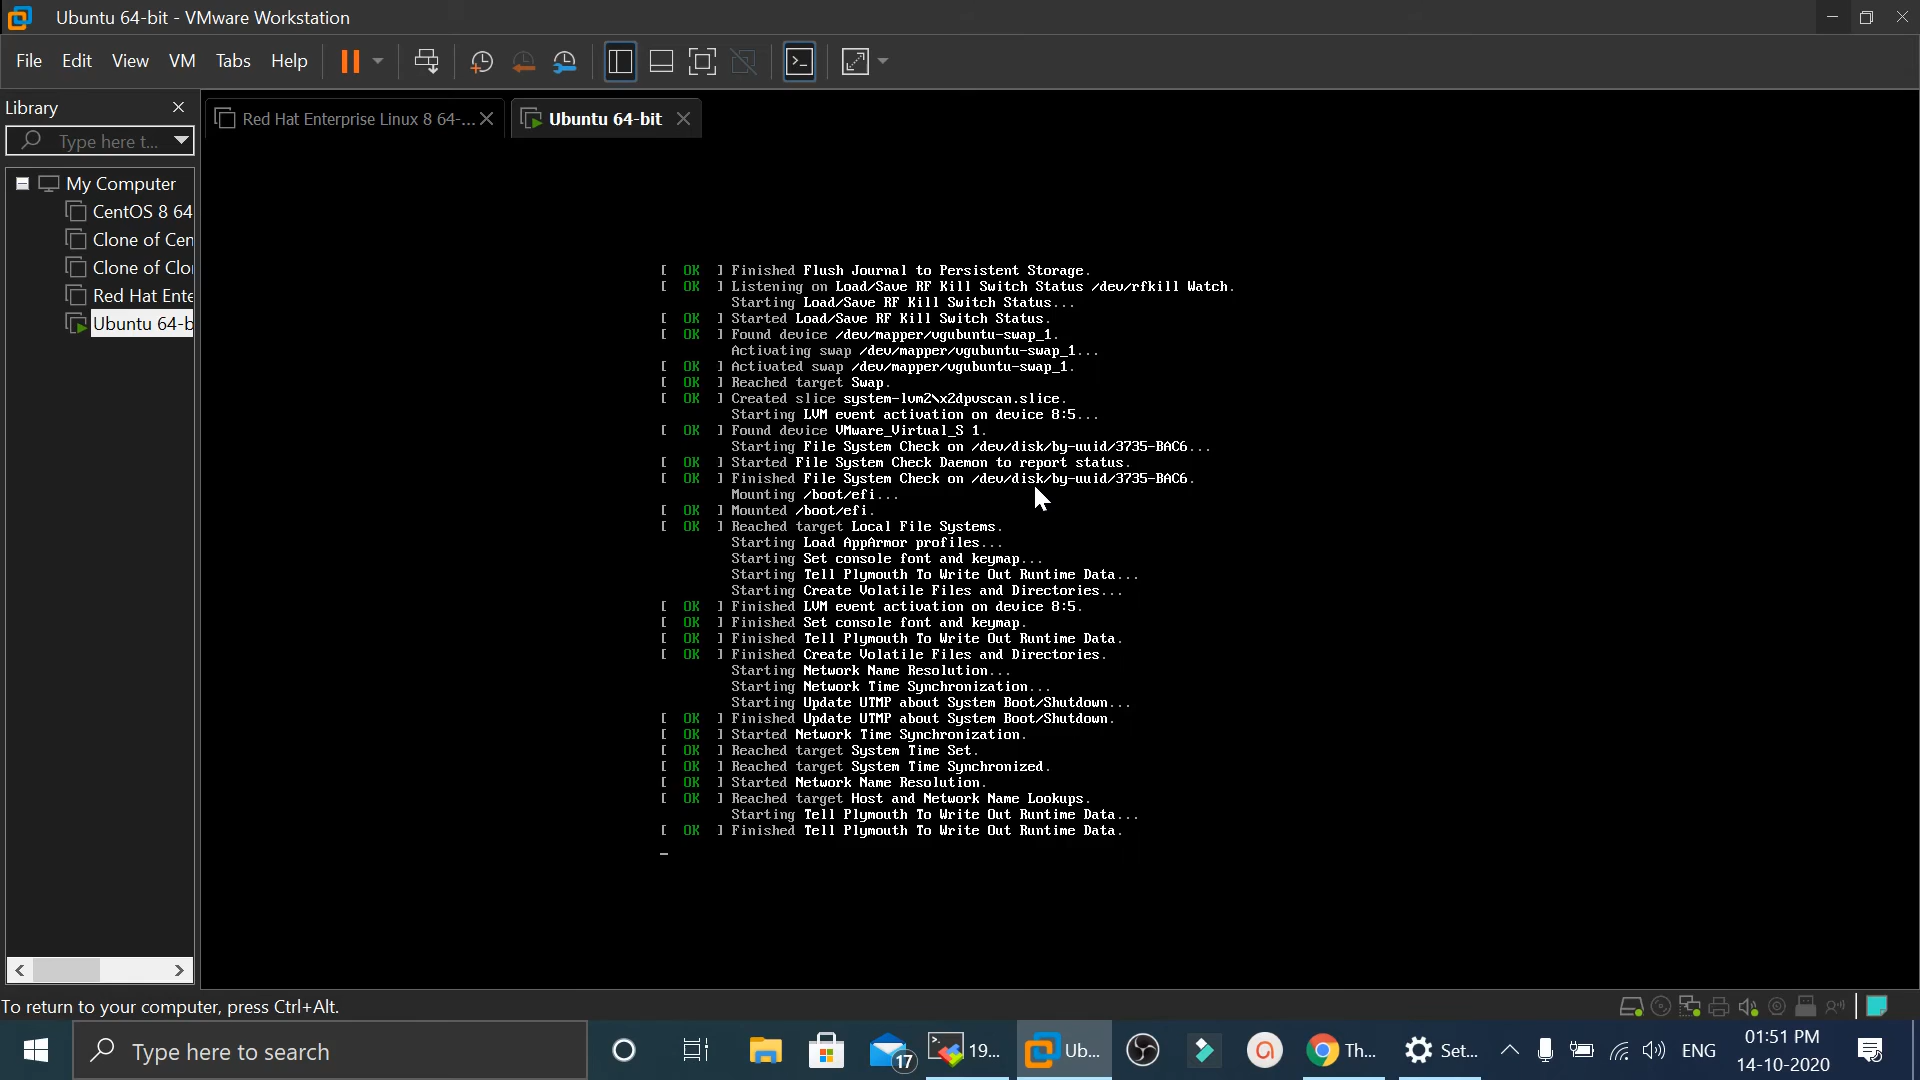 Ubuntu 64-bit - VMware Workstation
File Edit View VM Tabs Help
Library
Type here t...
My Computer
CentOS 8 64
Clone of Cen
Clone of Clo
Red Hat Ente
Ubuntu 64-b
Red Hat Enterprise Linux 8 64-...
Ubuntu 64-bit
[ OK ] Finished Flush Journal to Persistent Storage.
[ OK ] Listening on Load/Save RF Kill Switch Status /dev/rfkill Watch.
Starting Load/Save RF Kill Switch Status...
[ OK ] Started Load/Save RF Kill Switch Status.
[ OK ] Found device /dev/mapper/vgubuntu-swap_1.
Activating swap /dev/mapper/vgubuntu-swap_1...
[ OK ] Activated swap /dev/mapper/vgubuntu-swap_1.
[ OK ] Reached target Swap.
[ OK ] Created slice system-lvm2\x2dpvscan.slice.
Starting LVM event activation on device 8:5...
[ OK ] Found device VMware_Virtual_S 1.
Starting File System Check on /dev/disk/by-uuid/3735-BAC6...
[ OK ] Started File System Check Daemon to report status.
[ OK ] Finished File System Check on /dev/disk/by-uuid/3735-BAC6.
Mounting /boot/efi...
[ OK ] Mounted /boot/efi.
[ OK ] Reached target Local File Systems.
Starting Load AppArmor profiles...
Starting Set console font and keymap...
Starting Tell Plymouth To Write Out Runtime Data...
Starting Create Volatile Files and Directories...
[ OK ] Finished LVM event activation on device 8:5.
[ OK ] Finished Set console font and keymap.
[ OK ] Finished Tell Plymouth To Write Out Runtime Data.
[ OK ] Finished Create Volatile Files and Directories.
Starting Network Name Resolution...
Starting Network Time Synchronization...
Starting Update UTMP about System Boot/Shutdown...
[ OK ] Finished Update UTMP about System Boot/Shutdown.
[ OK ] Started Network Time Synchronization.
[ OK ] Reached target System Time Set.
[ OK ] Reached target System Time Synchronized.
[ OK ] Started Network Name Resolution.
[ OK ] Reached target Host and Network Name Lookups.
Starting Tell Plymouth To Write Out Runtime Data...
[ OK ] Finished Tell Plymouth To Write Out Runtime Data.
_
To return to your computer, press Ctrl+Alt.
Type here to search
17
19...
Ub...
Th...
Set...
ENG
01:51 PM
14-10-2020